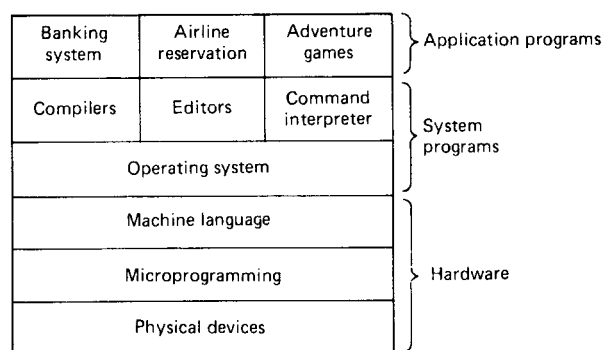 Banking
system
Airline
reservation
Adventure
games
Application programs
Compilers
Editors
Command
interpreter
System
programs
Operating system
Machine language
Microprogramming
Hardware
Physical devices